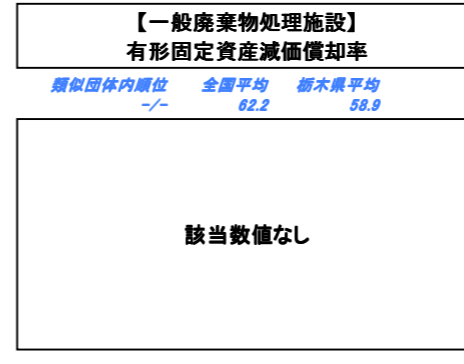 【一般廃棄物処理施設】
有形固定資産減価償却率
類似団体内順位 全国平均 栃木県平均
-/- 62.2 58.9
該当数値なし